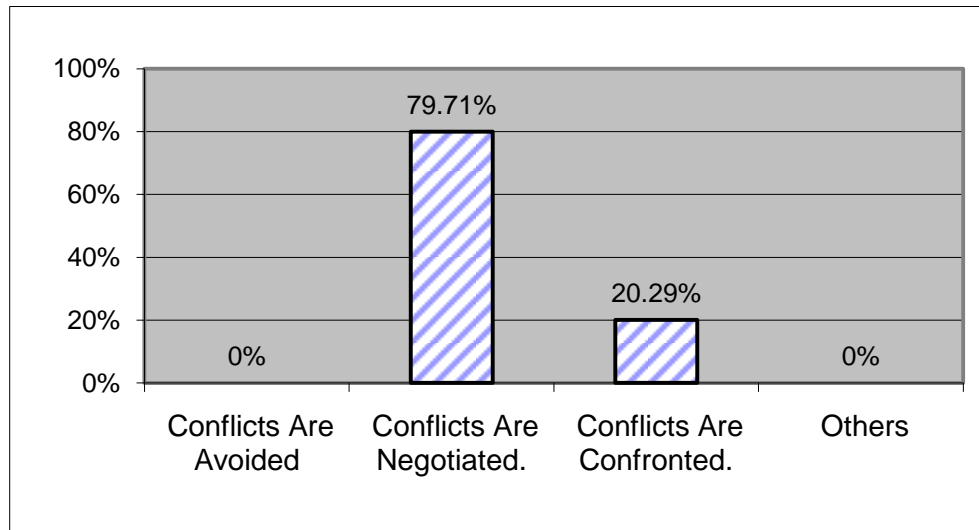 100%
80%
60%
40%
20%
0%
0%
79.71%
20.29%
0%
Conflicts Are
Avoided
Conflicts Are
Negotiated.
Conflicts Are
Confronted.
Others